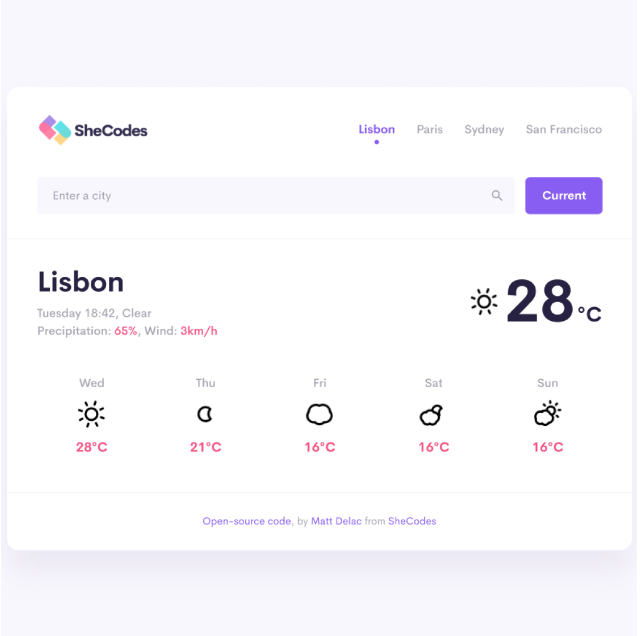 SheCodes
Lisbon Paris Sydney San Francisco
Enter a city
Current
Lisbon
28°C
Tuesday 18:42, Clear
Precipitation: 65%, Wind: 3km/h
Wed Thu Fri Sat Sun
28°C 21°C 16°C 16°C 16°C
Open-source code, by Matt Delac from SheCodes